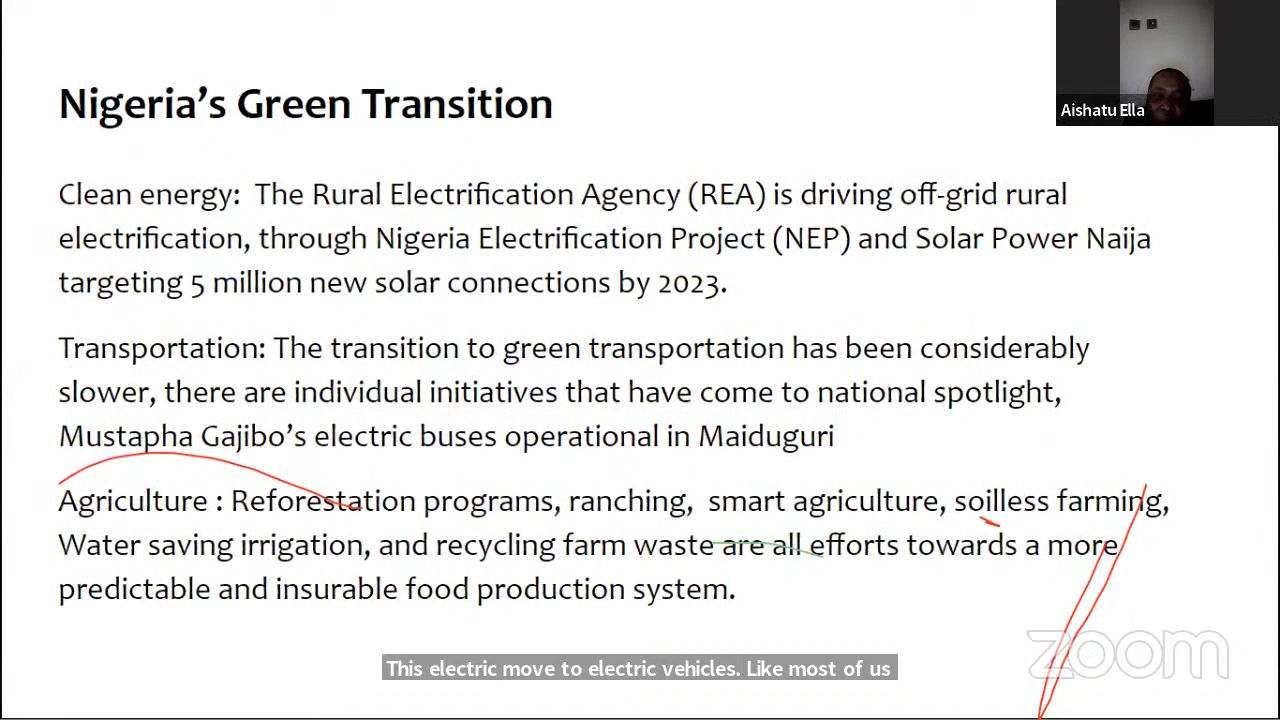 Nigeria’s Green Transition
Aishatu Ella
Clean energy:  The Rural Electrification Agency (REA) is driving off-grid rural
electrification, through Nigeria Electrification Project (NEP) and Solar Power Naija
targeting 5 million new solar connections by 2023.
Transportation: The transition to green transportation has been considerably
slower, there are individual initiatives that have come to national spotlight,
Mustapha Gajibo’s electric buses operational in Maiduguri
Agriculture : Reforestation programs, ranching,  smart agriculture, soilless farming,
Water saving irrigation, and recycling farm waste are all efforts towards a more
predictable and insurable food production system.
zoom
This electric move to electric vehicles. Like most of us